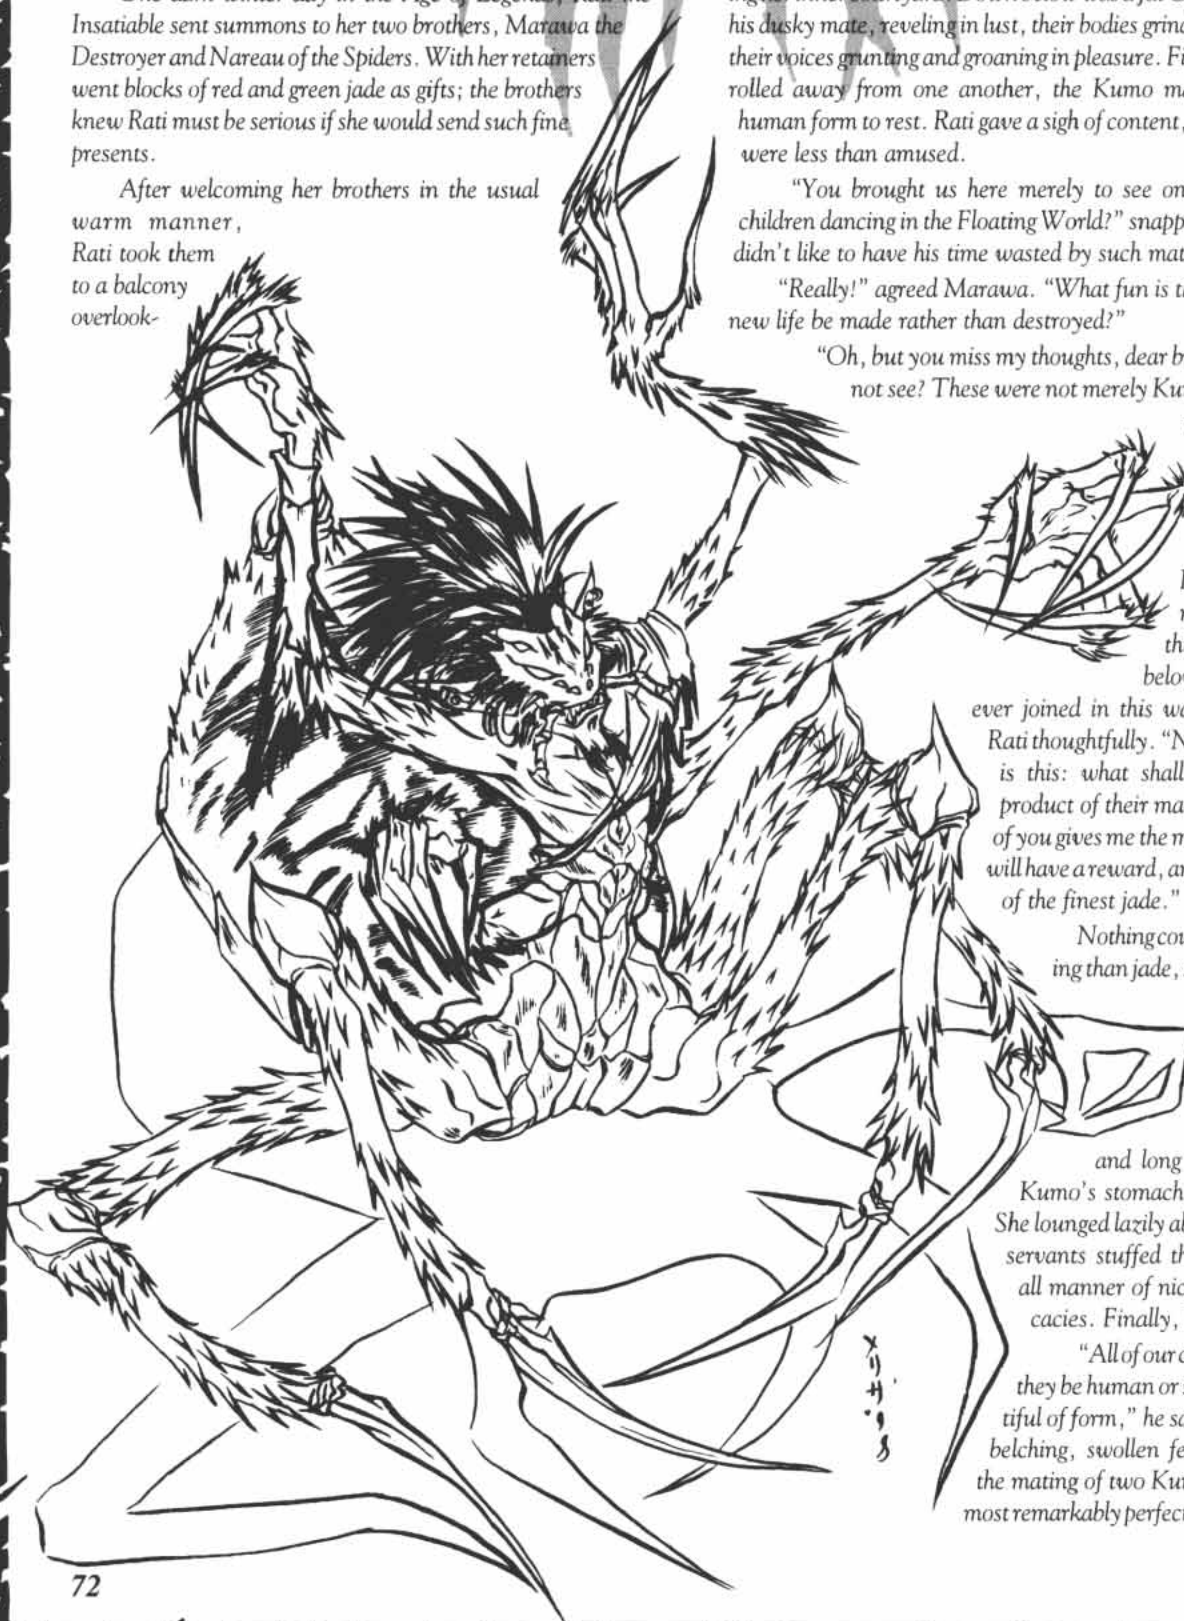 Insatiable sent summons to her two brothers, Marawa the
Destroyer and Nareau of the Spiders. With her retainers
went blocks of red and green jade as gifts; the brothers
knew Rati must be serious if she would send such fine
presents.
After welcoming her brothers in the usual
warm manner,
Rati took them
to a balcony
overlook-
his dusky mate, reveling in lust, their bodies grin
their voices grunting and groaning in pleasure. Fi
rolled away from one another, the Kumo m
human form to rest. Rati gave a sigh of content,
were less than amused.
"You brought us here merely to see on
children dancing in the Floating World?" snapp
didn't like to have his time wasted by such mat
"Really!" agreed Marawa. "What fun is t
new life be made rather than destroyed?"
"Oh, but you miss my thoughts, dear b
not see? These were not merely Ku
th
belo
ever joined in this w
Rati thoughtfully. "N
is this: what shall
product of their ma
of you gives me the m
will have a reward, a
of the finest jade."
Nothing cou
ing than jade,
and long
Kumo's stomach
She lounged lazily a
servants stuffed th
all manner of nic
cacies. Finally,
"All of our c
they be human or
tiful of form," he sa
belching, swollen fe
the mating of two Ku
most remarkably perfec
72